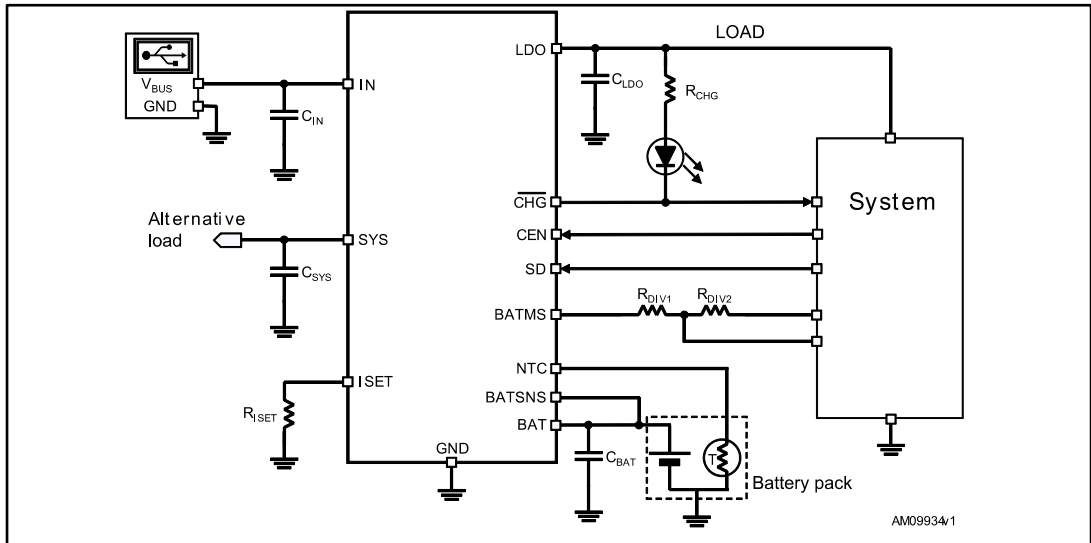 LOAD
LDO
C_LDO
R_CHG
V_BUS
GND
IN
C_IN
CHG
System
Alternative
load
SYS
CEN
C_SYS
SD
R_DIV1
R_DIV2
BATMS
NTC
ISET
BATSNS
R_ISET
BAT
GND
C_BAT
T
Battery pack
AM09934v1